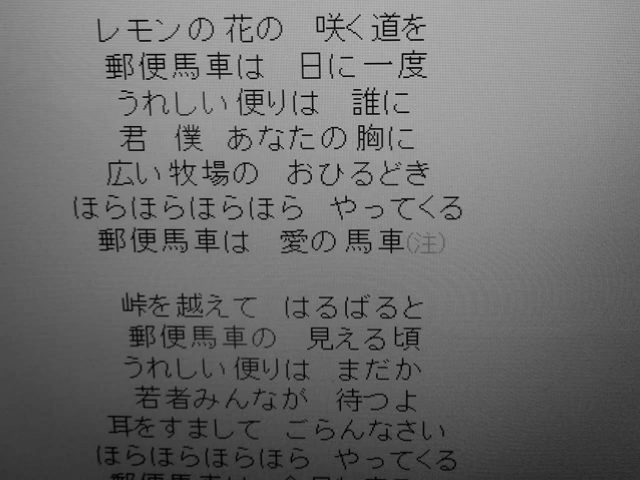 レモンの花の　咲く道を
郵便馬車は　日に一度
うれしい便りは　誰に
君　僕　あなたの胸に
広い牧場の　おひるどき
ほらほらほらほら　やってくる
郵便馬車は　愛の馬車(注)
峠を越えて　はるばると
郵便馬車の　見える頃
うれしい便りは　まだか
若者みんなが　待つよ
耳をすまして　ごらんなさい
ほらほらほらほら　やってくる
郵便馬車は